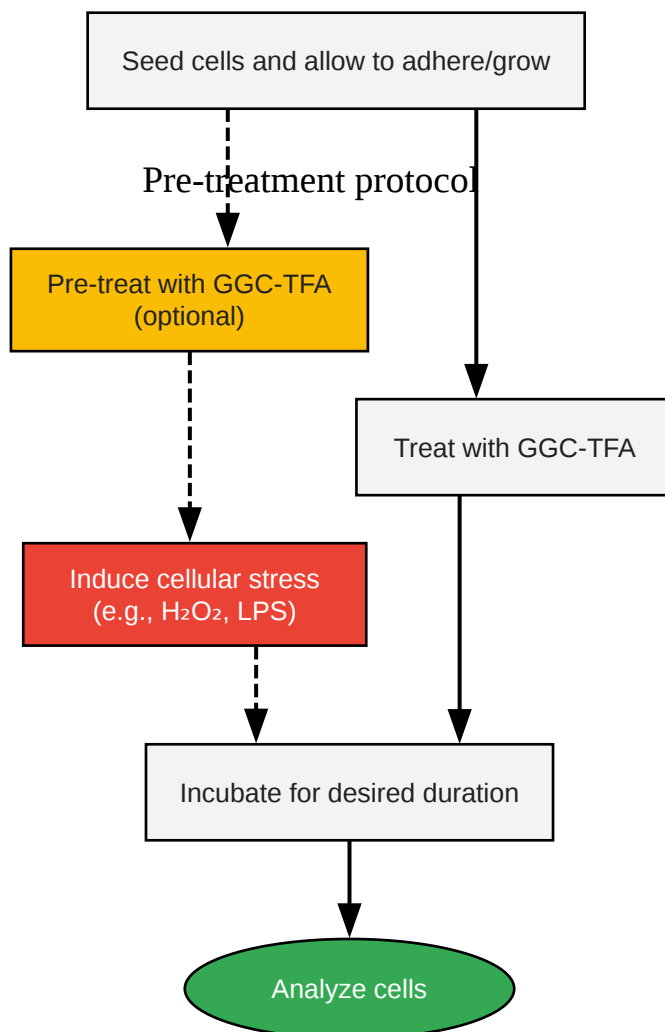 Seed cells and allow to adhere/grow
Pre-treatment protocol
Pre-treat with GGC-TFA
(optional)
Treat with GGC-TFA
Induce cellular stress
(e.g., H₂O₂, LPS)
Incubate for desired duration
Analyze cells